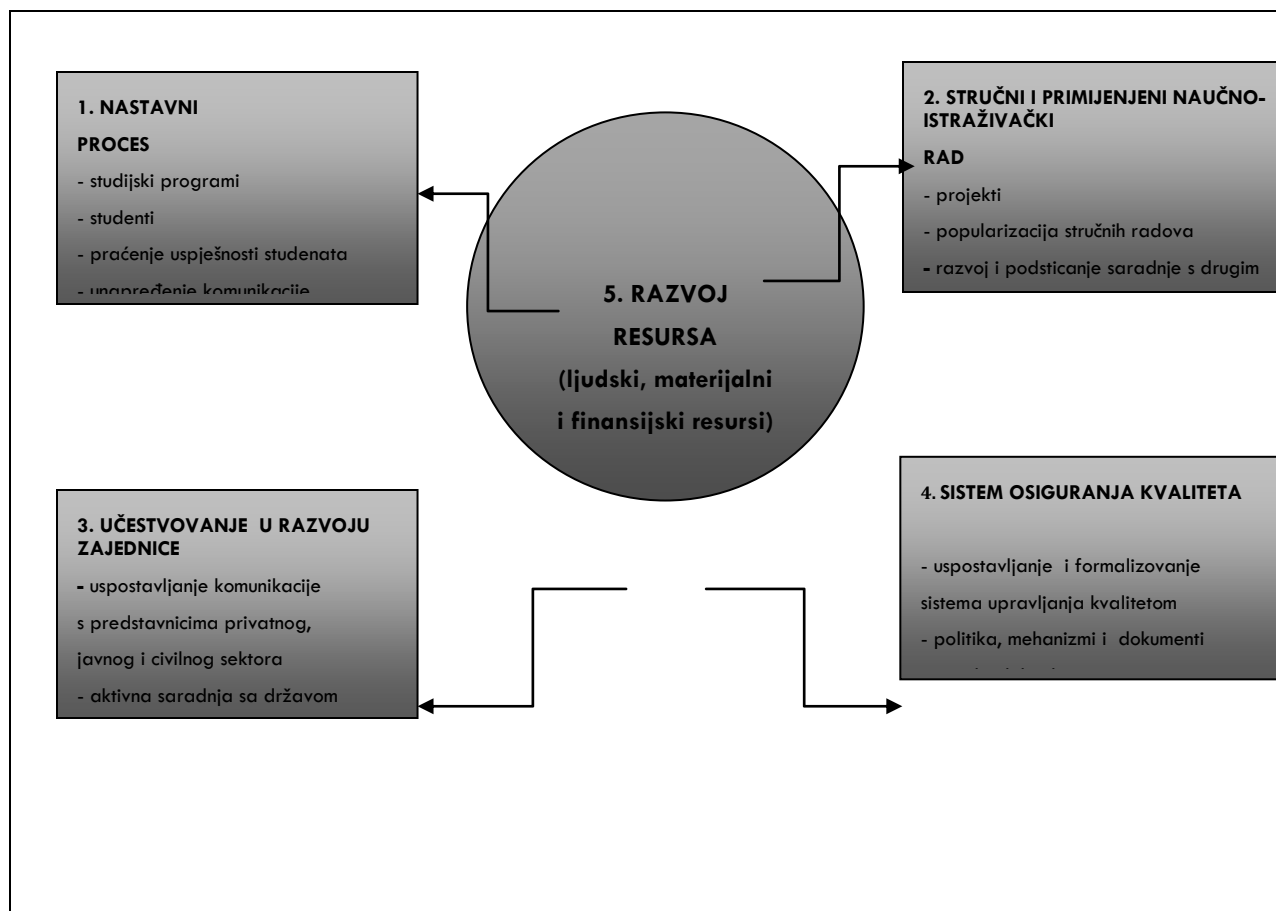 1. NASTAVNI
PROCES
- studijski programi
- studenti
- praćenje uspješnosti studenata
- unapređenje komunikacije
2. STRUČNI I PRIMIJENJENI NAUČNO-
ISTRAŽIVAČKI
RAD
- projekti
- popularizacija stručnih radova
- razvoj i podsticanje saradnje s drugim
5. RAZVOJ
RESURSA
(ljudski, materijalni
i finansijski resursi)
3. UČESTVOVANJE U RAZVOJU
ZAJEDNICE
- uspostavljanje komunikacije
s predstavnicima privatnog,
javnog i civilnog sektora
- aktivna saradnja sa državom
4. SISTEM OSIGURANJA KVALITETA
- uspostavljanje i formalizovanje
sistema upravljanja kvalitetom
- politika, mehanizmi i dokumenti